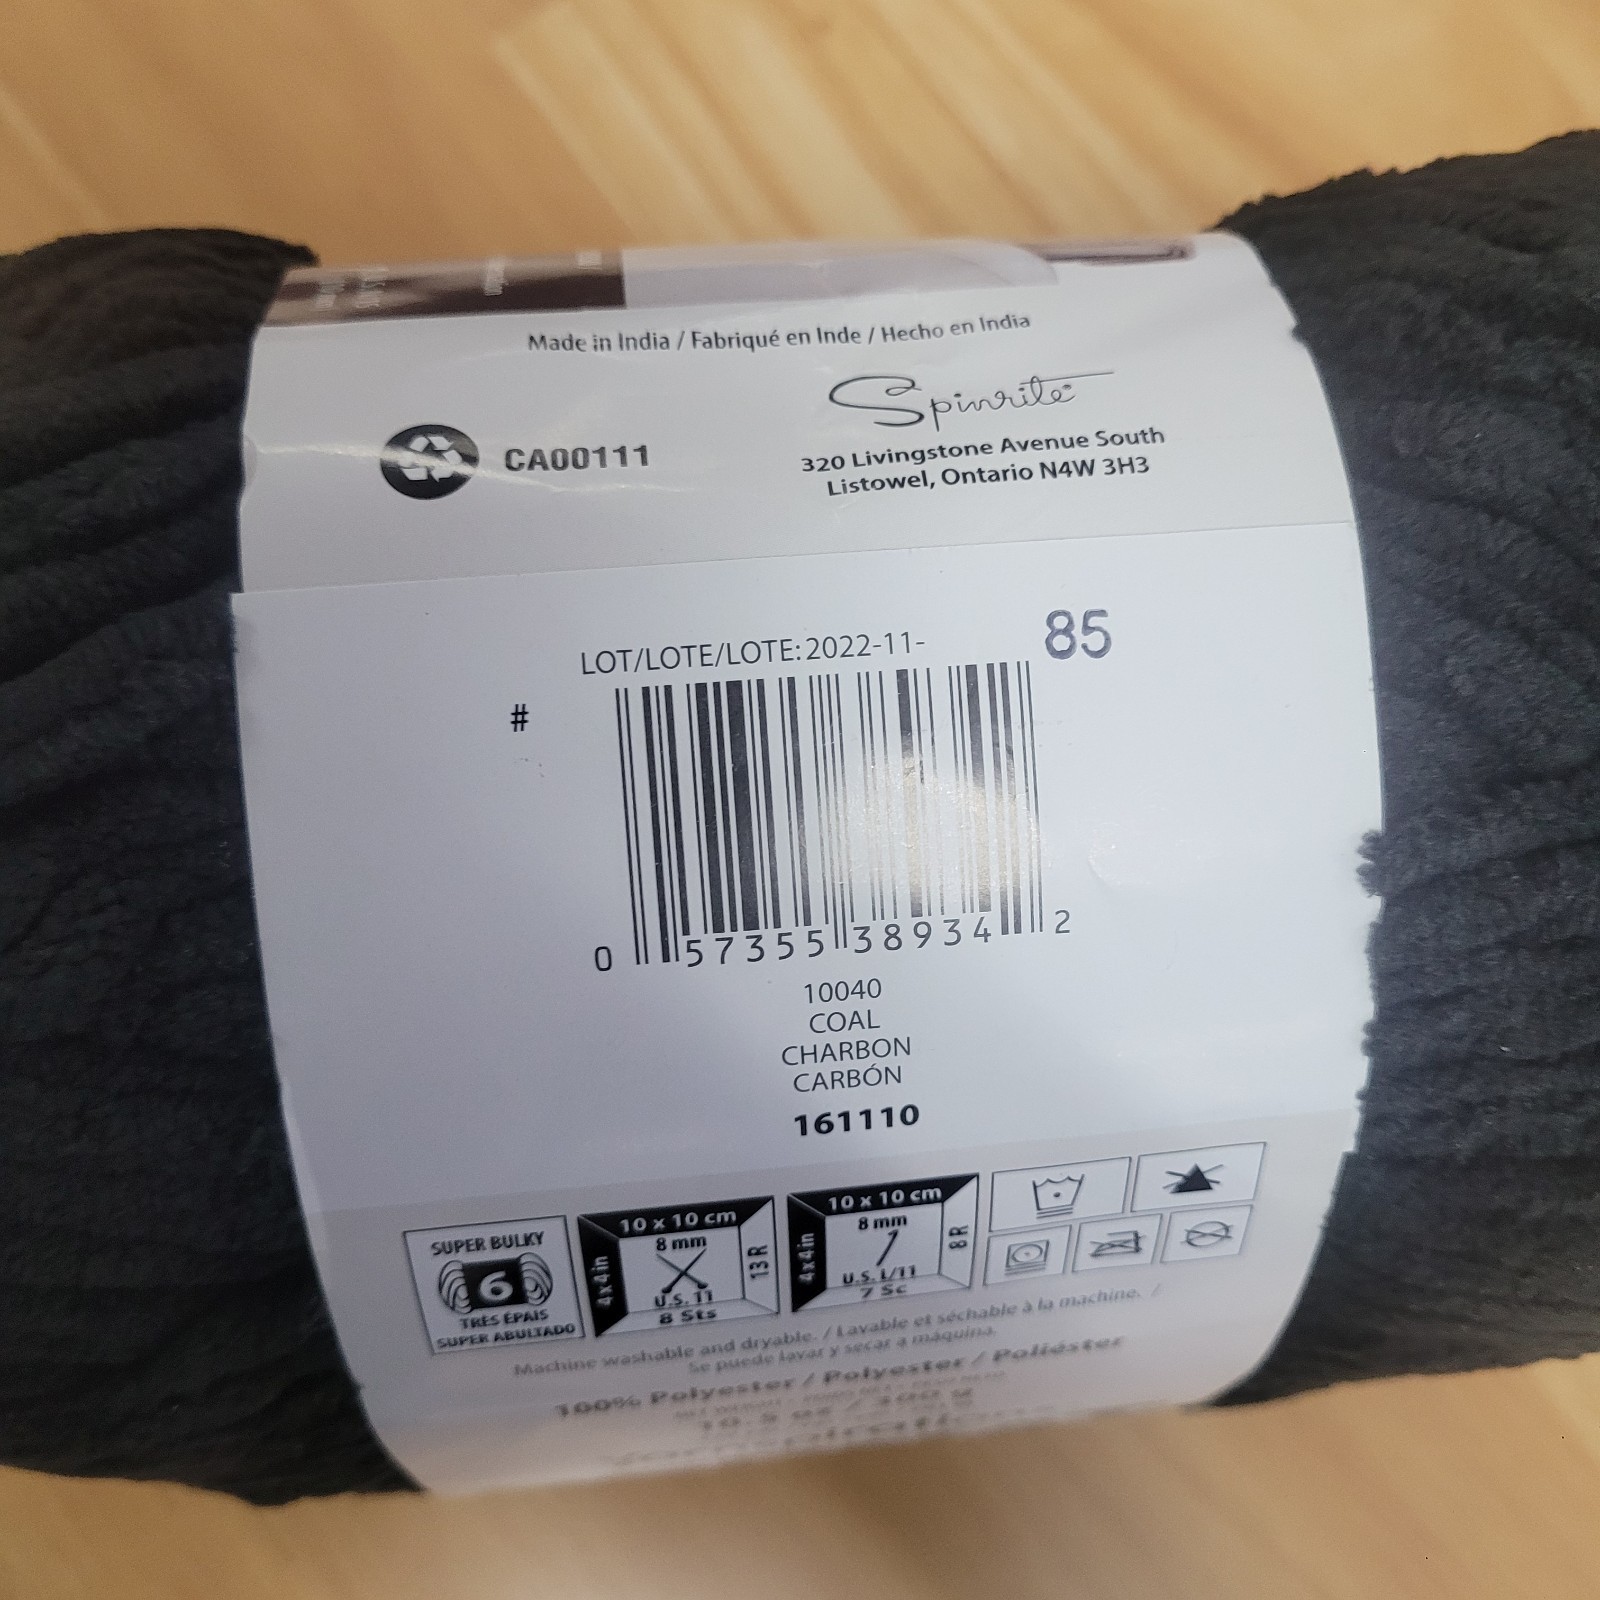 Made in India / Fabriqué en Inde / Hecho en India
Spinrite
CA00111
320 Livingstone Avenue South
Listowel, Ontario N4W 3H3
LOT/LOTE/LOTE: 2022-11- 85
#
0 57355 38934 2
10040
COAL
CHARBON
CARBÓN
161110
SUPER BULKY
6
TRÈS ÉPAIS
SUPER ABULTADO
10 x 10 cm
4x4 in
8 mm
13 R
U.S. 11
8 Sts
10 x 10 cm
4x4 in
8 mm
8 R
U.S. L/11
7 Sc
Machine washable and dryable. / Lavable et séchable à la machine. /
Se puede lavar y secar a máquina.
100% Polyester / Polyester / Poliéster
10.5 oz / 300 g